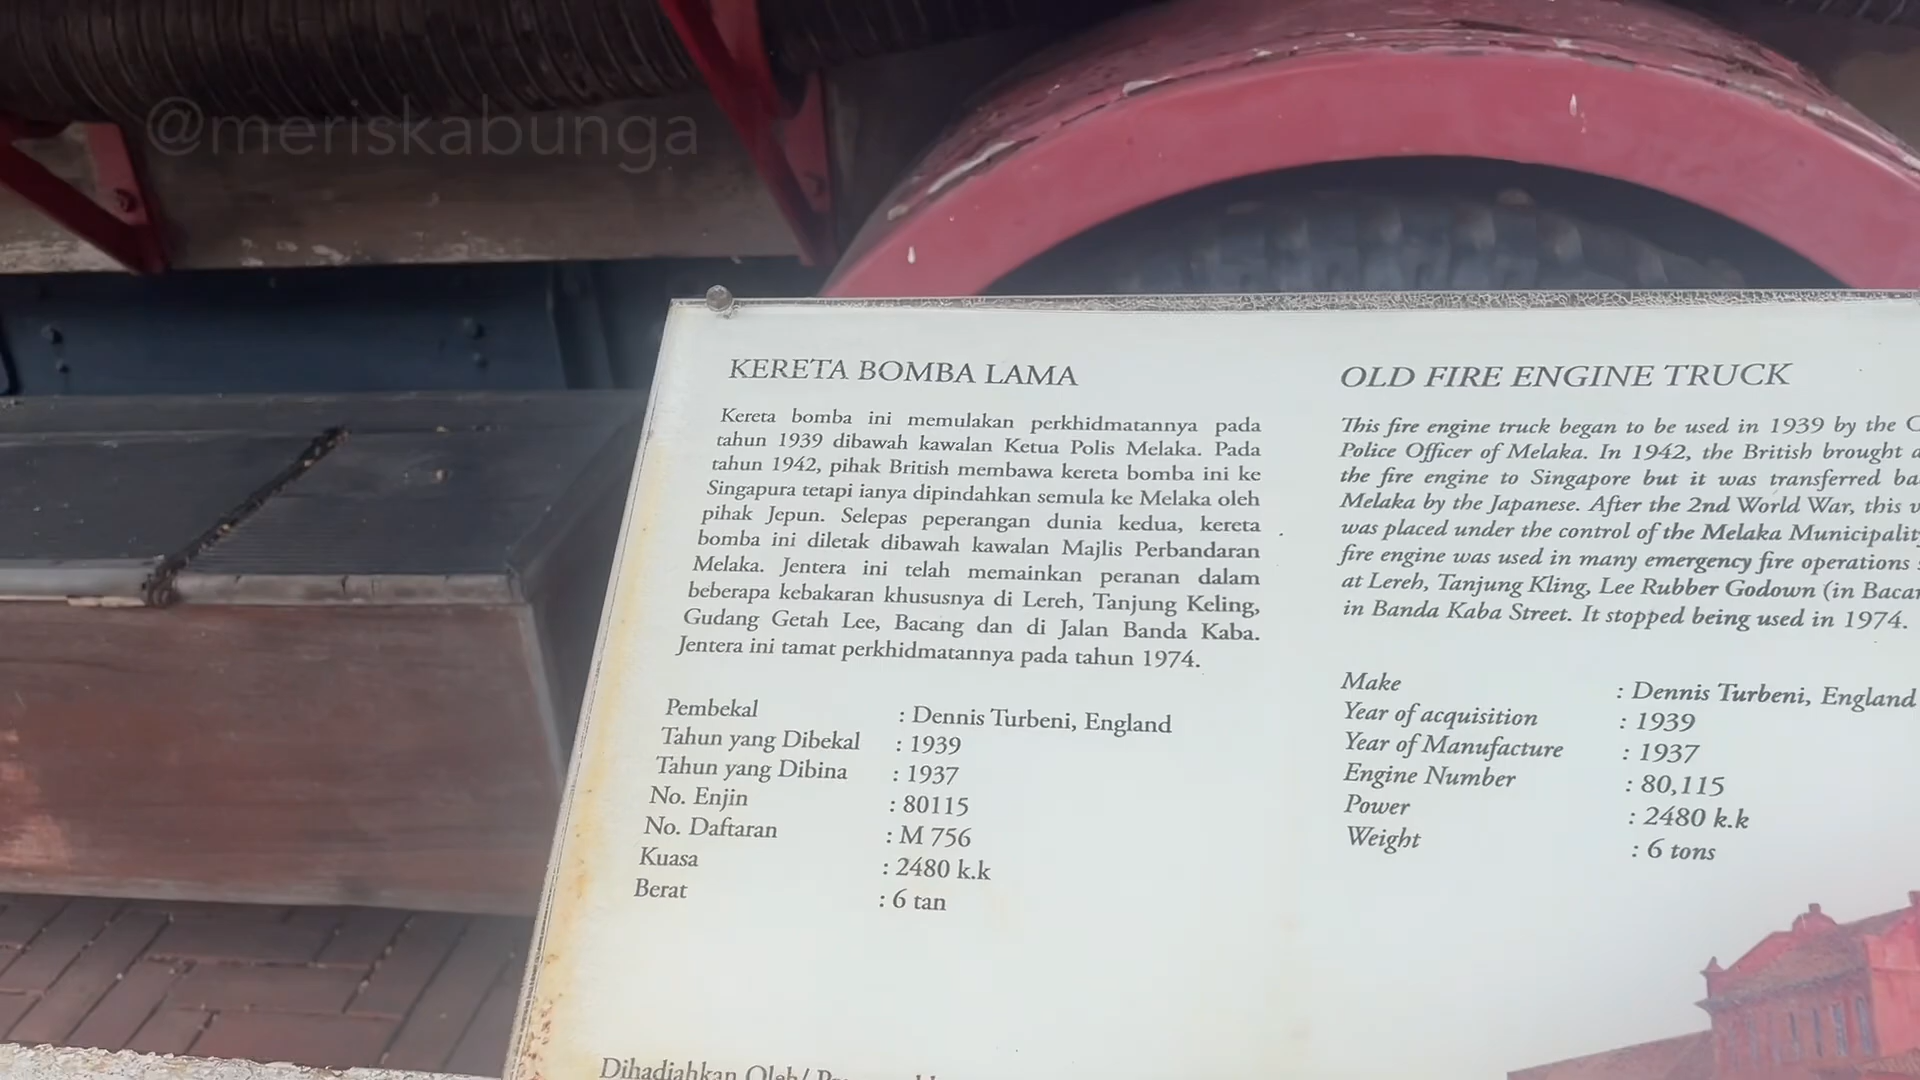 @meriskabunga
KERETA BOMBA LAMA
Kereta bomba ini memulakan perkhidmatannya pada
tahun 1939 dibawah kawalan Ketua Polis Melaka. Pada
tahun 1942, pihak British membawa kereta bomba ini ke
Singapura tetapi ianya dipindahkan semula ke Melaka oleh
pihak Jepun. Selepas peperangan dunia kedua, kereta
bomba ini diletak dibawah kawalan Majlis Perbandaran
Melaka. Jentera ini telah memainkan peranan dalam
beberapa kebakaran khususnya di Lereh, Tanjung Keling,
Gudang Getah Lee, Bacang dan di Jalan Banda Kaba.
Jentera ini tamat perkhidmatannya pada tahun 1974.
Pembekal : Dennis Turbeni, England
Tahun yang Dibekal : 1939
Tahun yang Dibina : 1937
No. Enjin : 80115
No. Daftaran : M 756
Kuasa : 2480 k.k
Berat : 6 tan
Dihadiahkan Oleh/
OLD FIRE ENGINE TRUCK
This fire engine truck began to be used in 1939 by the
Police Officer of Melaka. In 1942, the British brought
the fire engine to Singapore but it was transferred
Melaka by the Japanese. After the 2nd World War, this
was placed under the control of the Melaka Municipality
fire engine was used in many emergency fire operations
at Lereh, Tanjung Kling, Lee Rubber Godown (in
in Banda Kaba Street. It stopped being used in 1974.
Make : Dennis Turbeni, England
Year of acquisition : 1939
Year of Manufacture : 1937
Engine Number : 80,115
Power : 2480 k.k
Weight : 6 tons